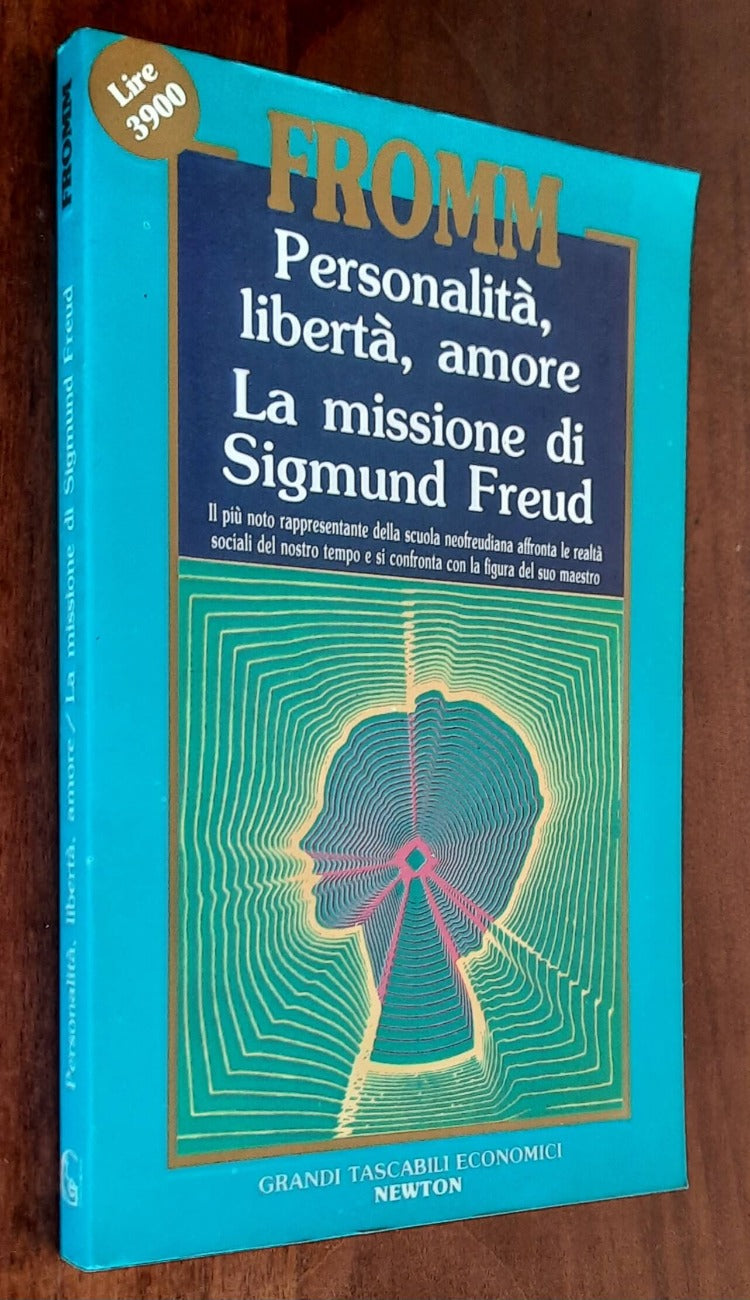 Lire
3900
FROMM
Personalità,
libertà, amore
La missione di
Sigmund Freud
Il più noto rappresentante della scuola neofreudiana affronta le realtà
sociali del nostro tempo e si confronta con la figura del suo maestro
GRANDI TASCABILI ECONOMICI
NEWTON
FROMM
Personalità, libertà, amore / La missione di Sigmund Freud